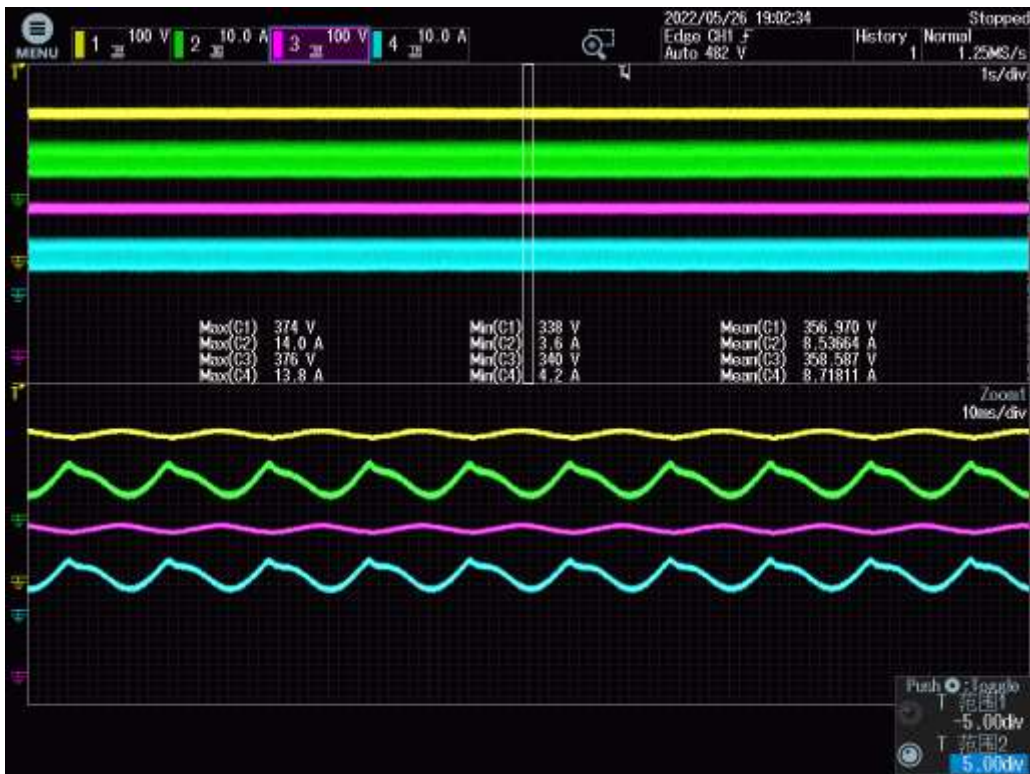 2022/05/26 19:02:34 Stopped
MENU 1 100 V 2 10.0 A 3 100 V 4 10.0 A Edge CH1 History Normal
Auto 482 V 1 1.25MS/s
1s/div
Max(C1) 374 V Min(C1) 338 V Mean(C1) 356.970 V
Max(C2) 14.0 A Min(C2) 3.6 A Mean(C2) 8.53664 A
Max(C3) 376 V Min(C3) 340 V Mean(C3) 358.587 V
Max(C4) 13.8 A Min(C4) 4.2 A Mean(C4) 8.71811 A
Zoom1
10ms/div
Push :Toggle
T 范围1
-5.00div
T 范围2
5.00div